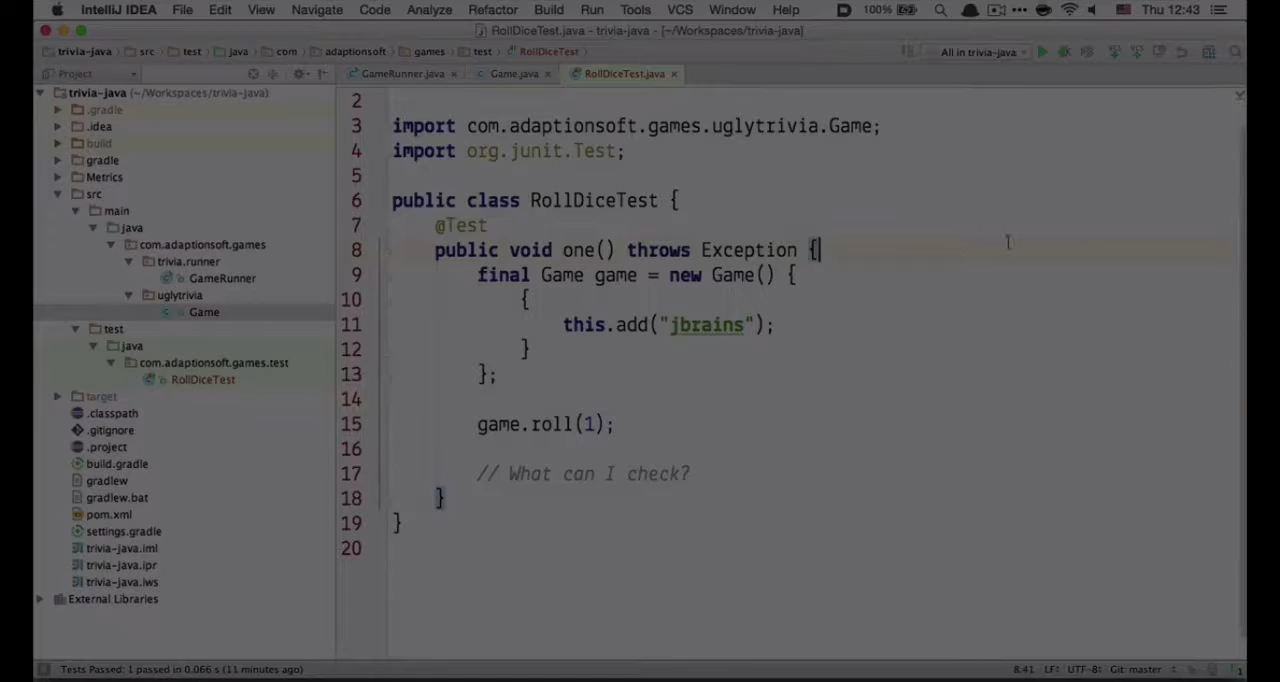 IntelliJ IDEA File Edit View Navigate Code Analyze Refactor Build Run Tools VCS Window Help 100% Thu 12:43
RollDiceTest.java - trivia-java - [~/Workspaces/trivia-java]
trivia-java src test java com adaptionsoft games test RollDiceTest All in trivia-java
Project GameRunner.java Game.java RollDiceTest.java
trivia-java (~/Workspaces/trivia-java)
.gradle
.idea
build
gradle
Metrics
src
main
java
com.adaptionsoft.games
trivia.runner
GameRunner
uglytrivia
Game
test
java
com.adaptionsoft.games.test
RollDiceTest
target
.classpath
.gitignore
.project
build.gradle
gradlew
gradlew.bat
pom.xml
settings.gradle
trivia-java.iml
trivia-java.ipr
trivia-java.iws
External Libraries
2
3 import com.adaptionsoft.games.uglytrivia.Game;
4 import org.junit.Test;
5
6 public class RollDiceTest {
7 @Test
8 public void one() throws Exception {
9 final Game game = new Game() {
10 {
11 this.add("jbrains");
12 }
13 };
14
15 game.roll(1);
16
17 // What can I check?
18 }
19 }
20
Tests Passed: 1 passed in 0.066 s (11 minutes ago) 8:41 LF÷ UTF-8÷ Git: master 1